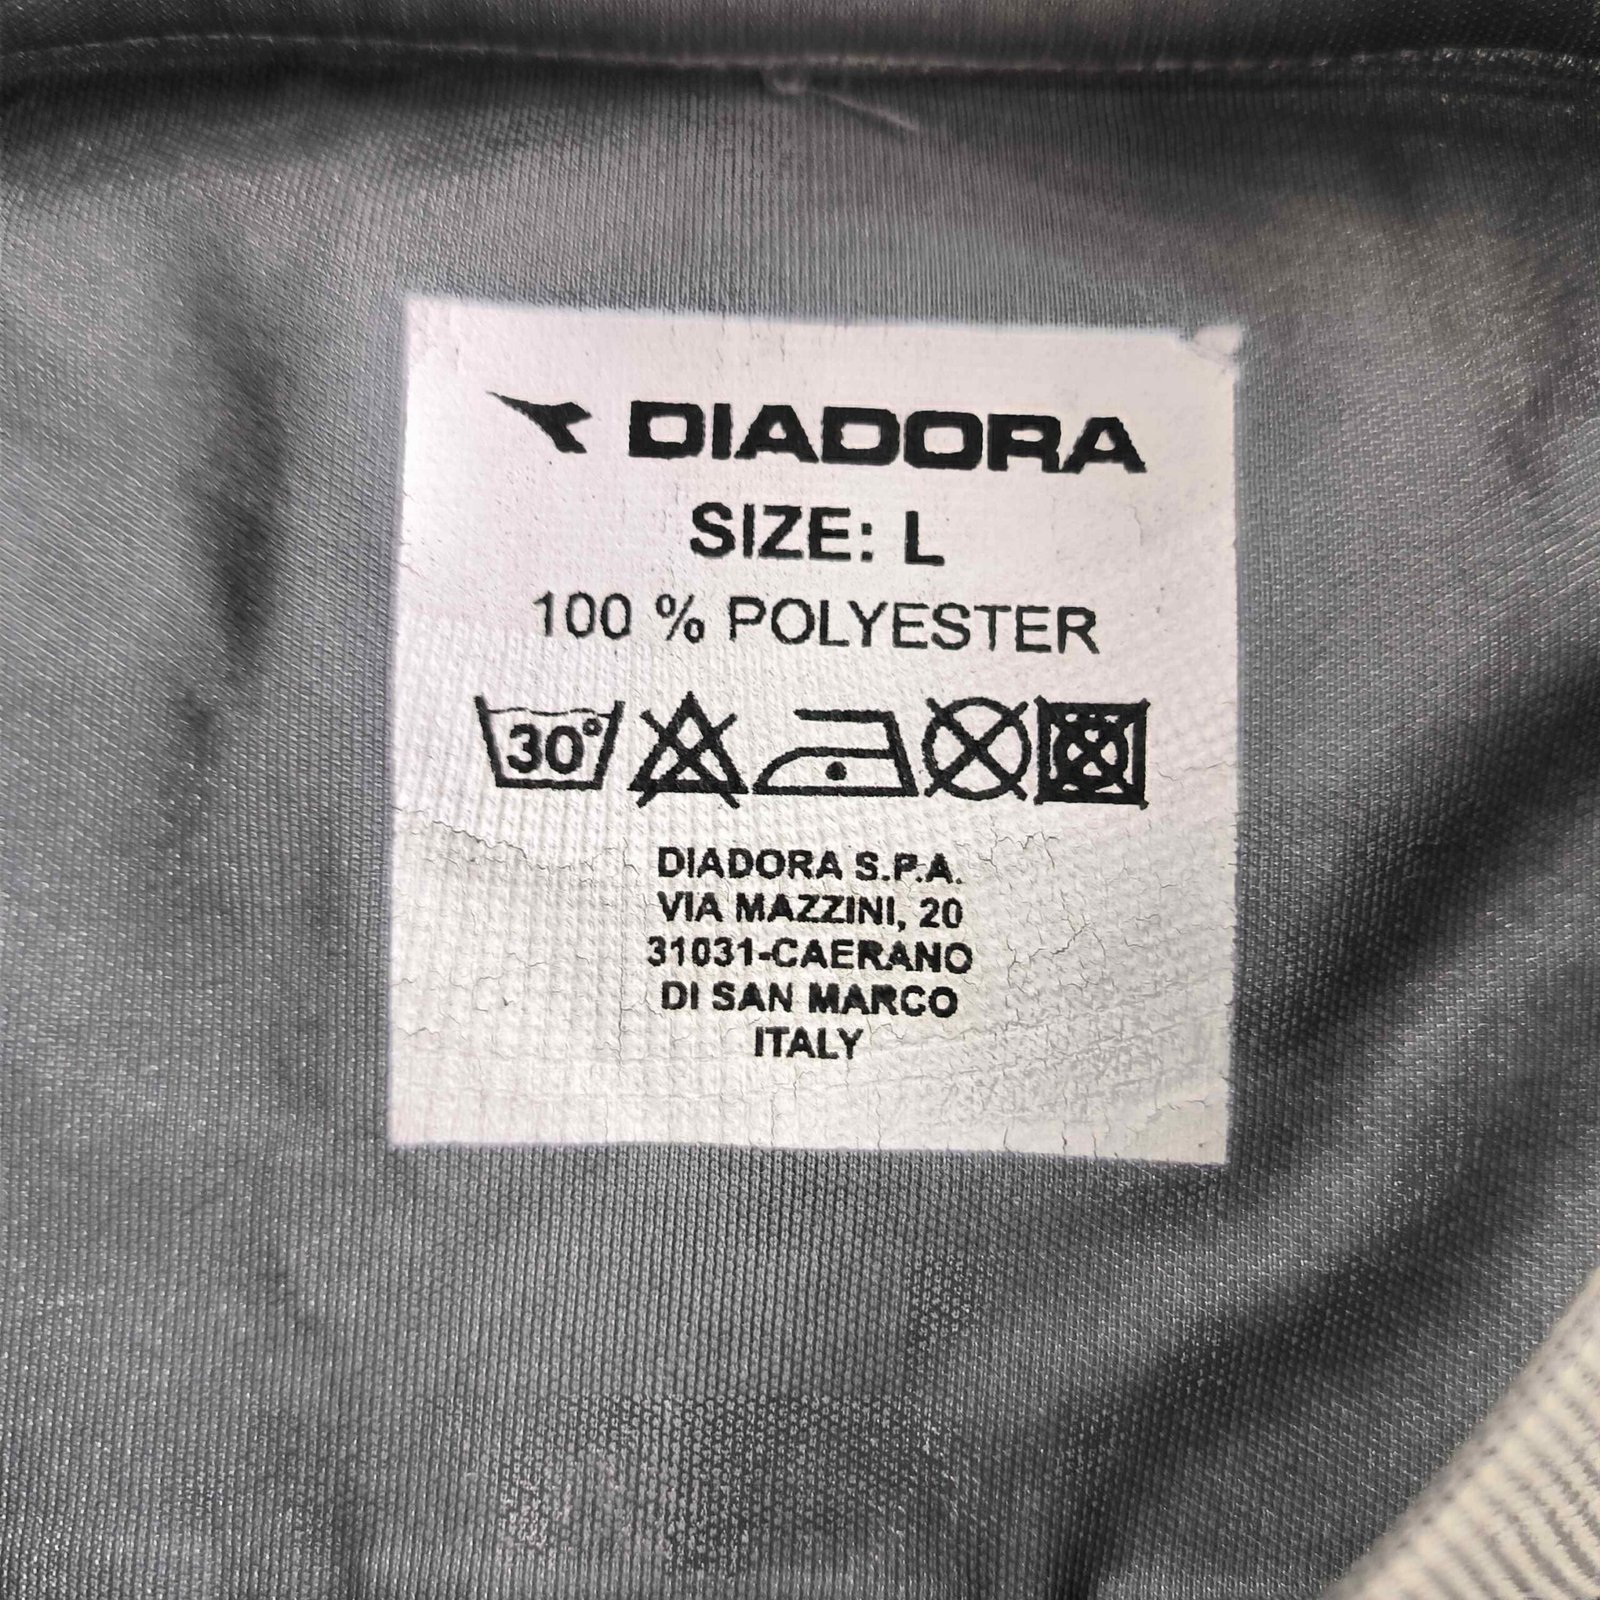 DIADORA
SIZE: L
100 % POLYESTER
30°
DIADORA S.P.A.
VIA MAZZINI, 20
31031-CAERANO
DI SAN MARCO
ITALY